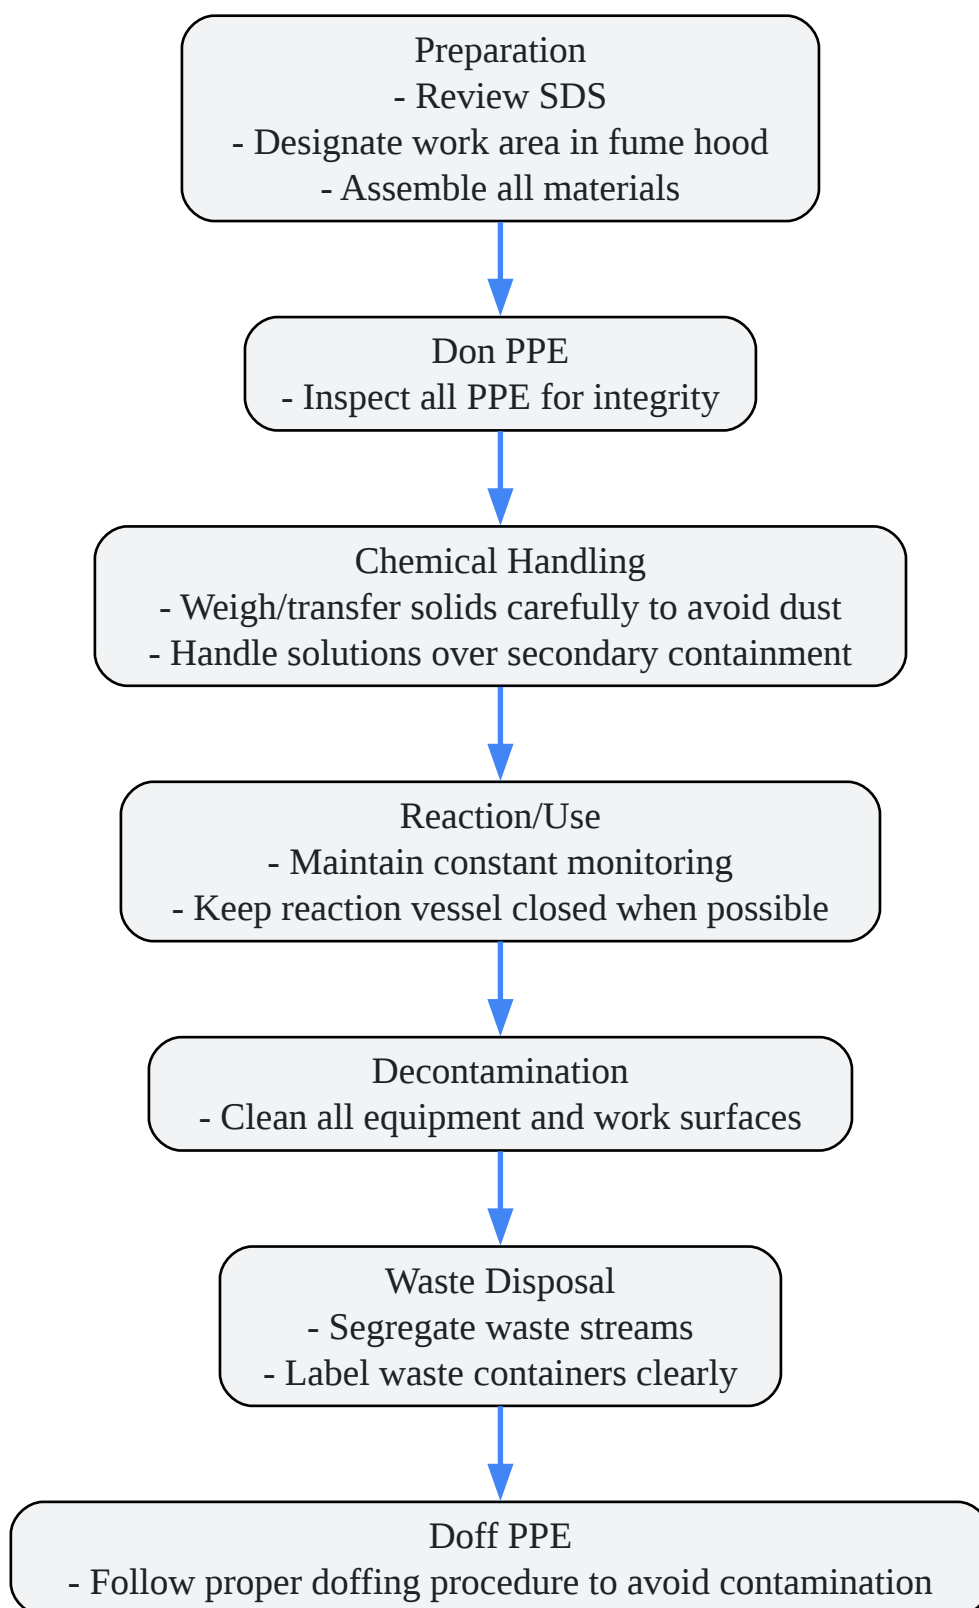 Preparation
- Review SDS
- Designate work area in fume hood
- Assemble all materials
Don PPE
- Inspect all PPE for integrity
Chemical Handling
- Weigh/transfer solids carefully to avoid dust
- Handle solutions over secondary containment
Reaction/Use
- Maintain constant monitoring
- Keep reaction vessel closed when possible
Decontamination
- Clean all equipment and work surfaces
Waste Disposal
- Segregate waste streams
- Label waste containers clearly
Doff PPE
- Follow proper doffing procedure to avoid contamination